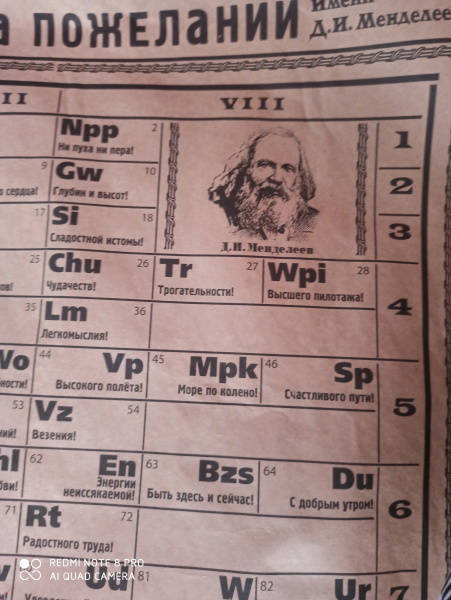 а ПОЖЕЛАНИЙ
Д.И. Менделее
II VIII
Npp 2
Ни пуха ни пера!
1
9 Gw 10
о сердца! Глубин и высот!
2
17 Si 18
Сладостной истомы!
Д.И. Менделеев
3
25 Chu 26 Tr 27 Wpi 28
Чудачеств! Трогательности! Высшего пилотажа!
4
35 Lm 36
Легкомыслия!
Wo 44 Vp 45 Mpk 46 Sp
ности! Высокого полёта! Море по колено! Счастливого пути!
5
53 Vz 54
Везения!
hl 62 En 63 Bzs 64 Du
Энергии
неиссякаемой! Быть здесь и сейчас! С добрым утром!
6
71 Rt 72
Радостного труда!
81 W 82 Ur 7
REDMI NOTE 8 PRO
AI QUAD CAMERA